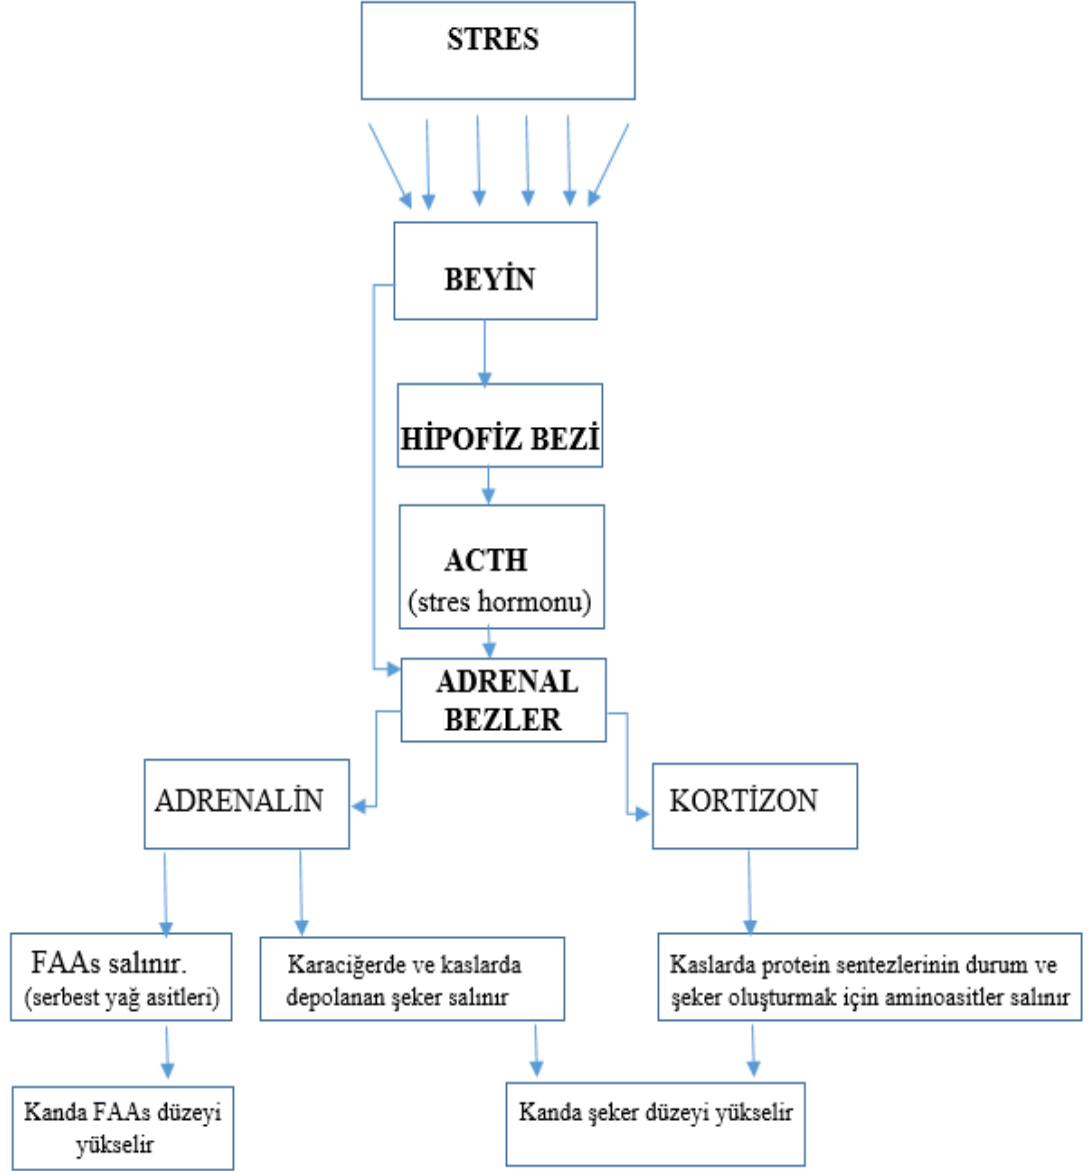 STRES
BEYİN
HİPOFİZ BEZİ
ACTH
(stres hormonu)
ADRENAL
BEZLER
ADRENALİN
KORTİZON
FAAs salınır.
(serbest yağ asitleri)
Karaciğerde ve kaslarda
depolanan şeker salınır
Kaslarda protein sentezlerinin durum ve
şeker oluşturmak için aminoasitler salınır
Kanda FAAs düzeyi
yükselir
Kanda şeker düzeyi yükselir